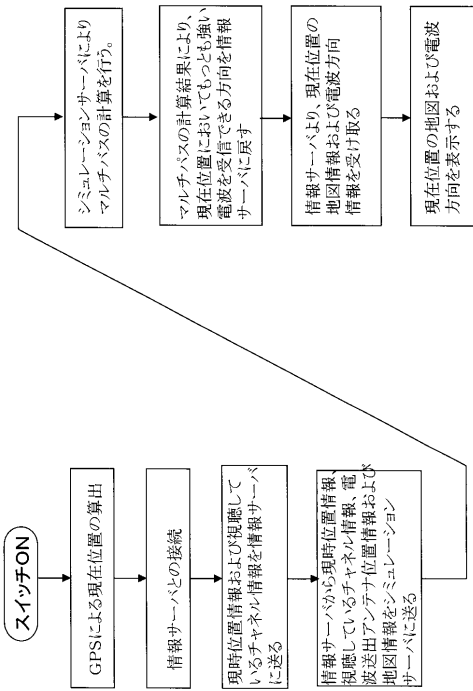 スイッチON
GPSによる現在位置の算出
情報サーバとの接続
現時位置情報および視聴して
いるチャネル情報を情報サーバ
に送る
情報サーバから現時位置情報、
視聴しているチャネル情報、電
波送出アンテナ位置情報および
地図情報をシミュレーション
サーバに送る
シミュレーションサーバにより
マルチパスの計算を行う。
マルチパスの計算結果により、
現在位置においてもっとも強い
電波を受信できる方向を情報
サーバに戻す
情報サーバより、現在位置の
地図情報および電波方向
情報を受け取る
現在位置の地図および電波
方向を表示する